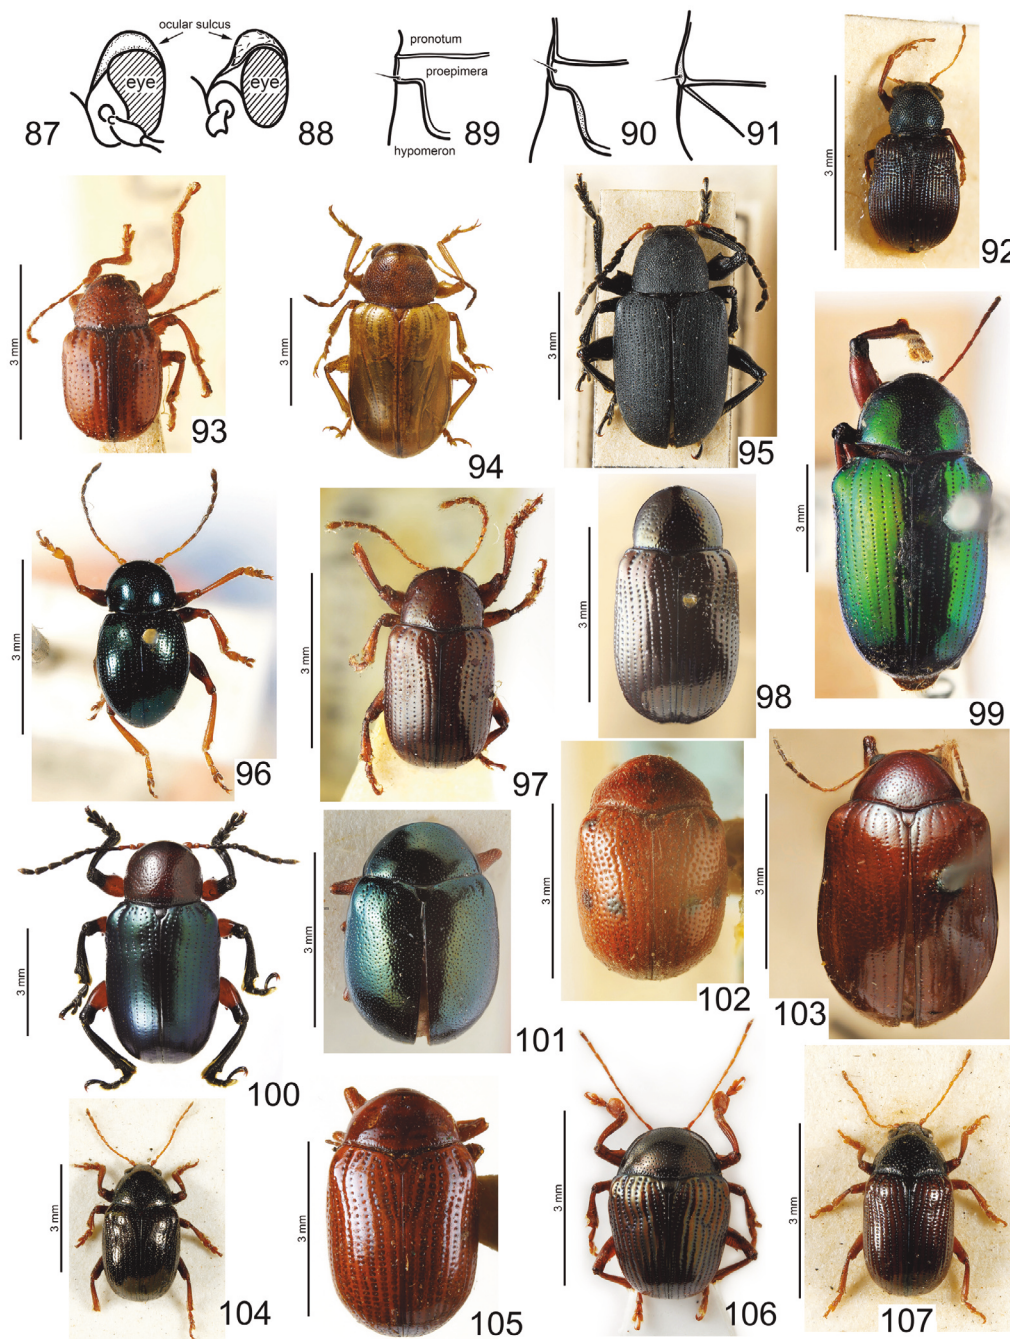 ocular sulcus
eye
eye
87
88
pronotum
proepimera
hypomeron
89
90
91
3 mm
92
3 mm
93
3 mm
94
3 mm
95
3 mm
96
3 mm
97
3 mm
98
3 mm
99
3 mm
100
3 mm
101
3 mm
102
3 mm
103
3 mm
104
3 mm
105
3 mm
106
3 mm
107